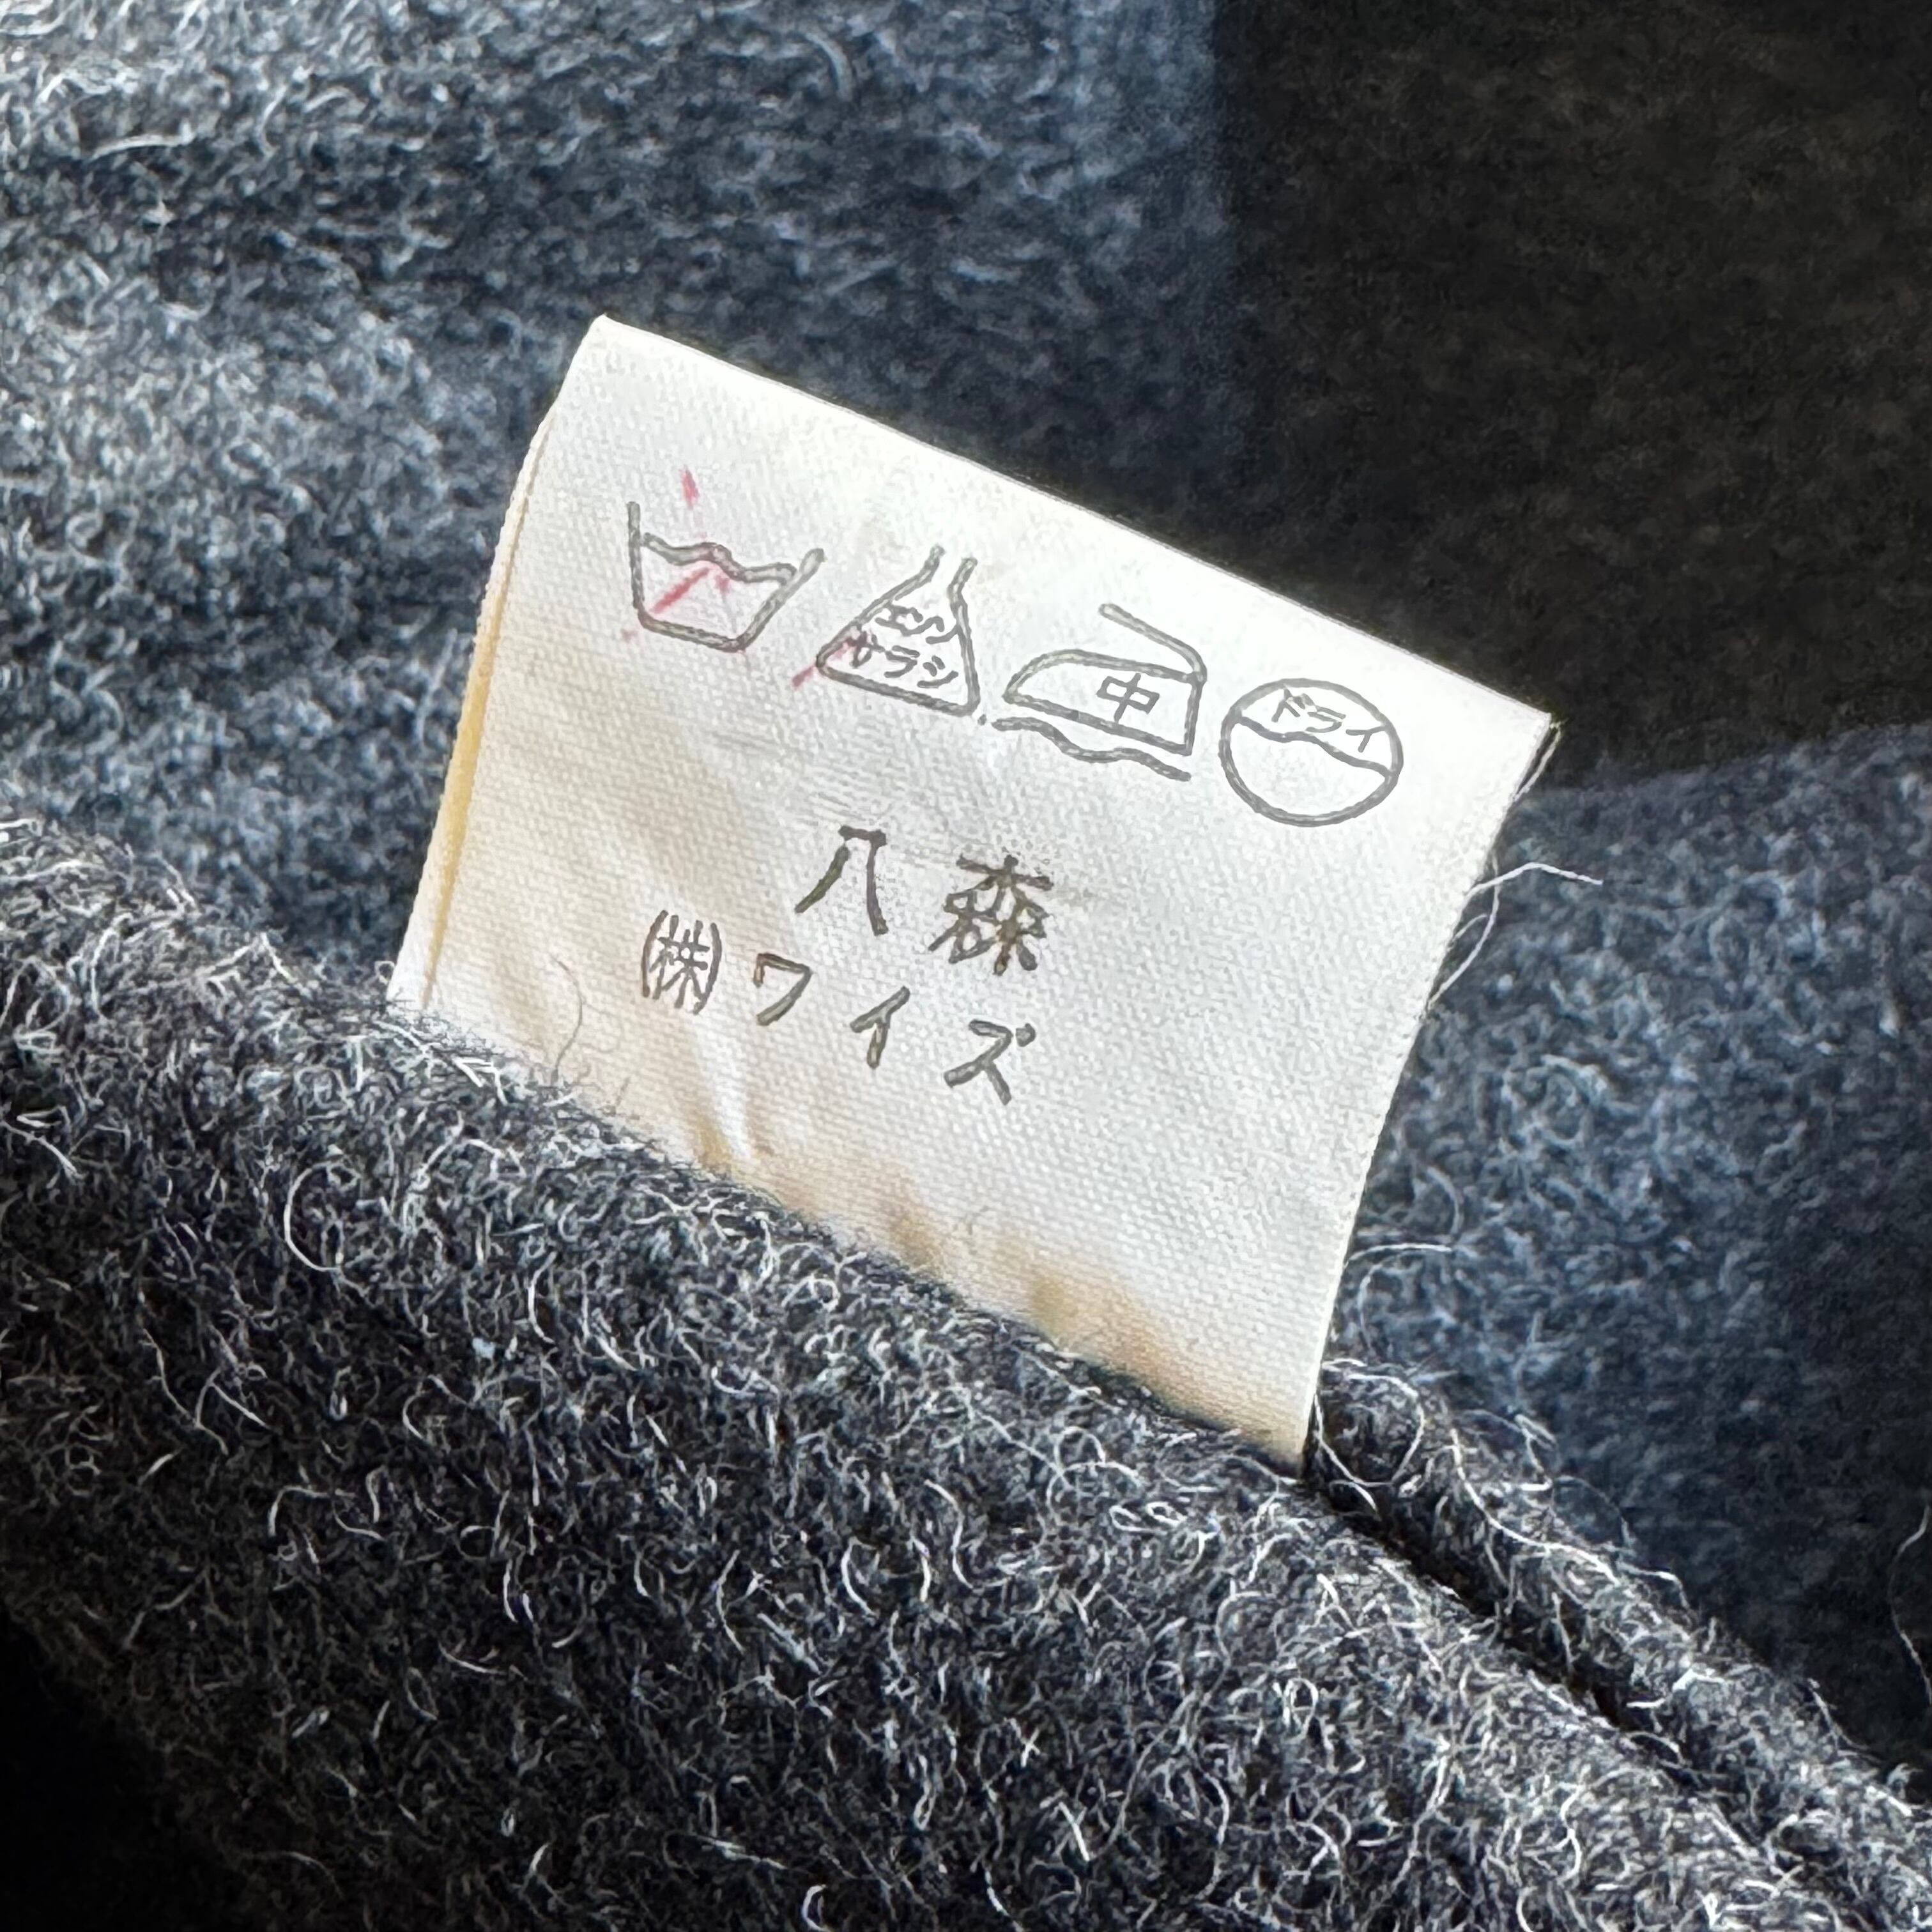 エンソ サラシ 中 ドライ
八森
㈱ワイズ